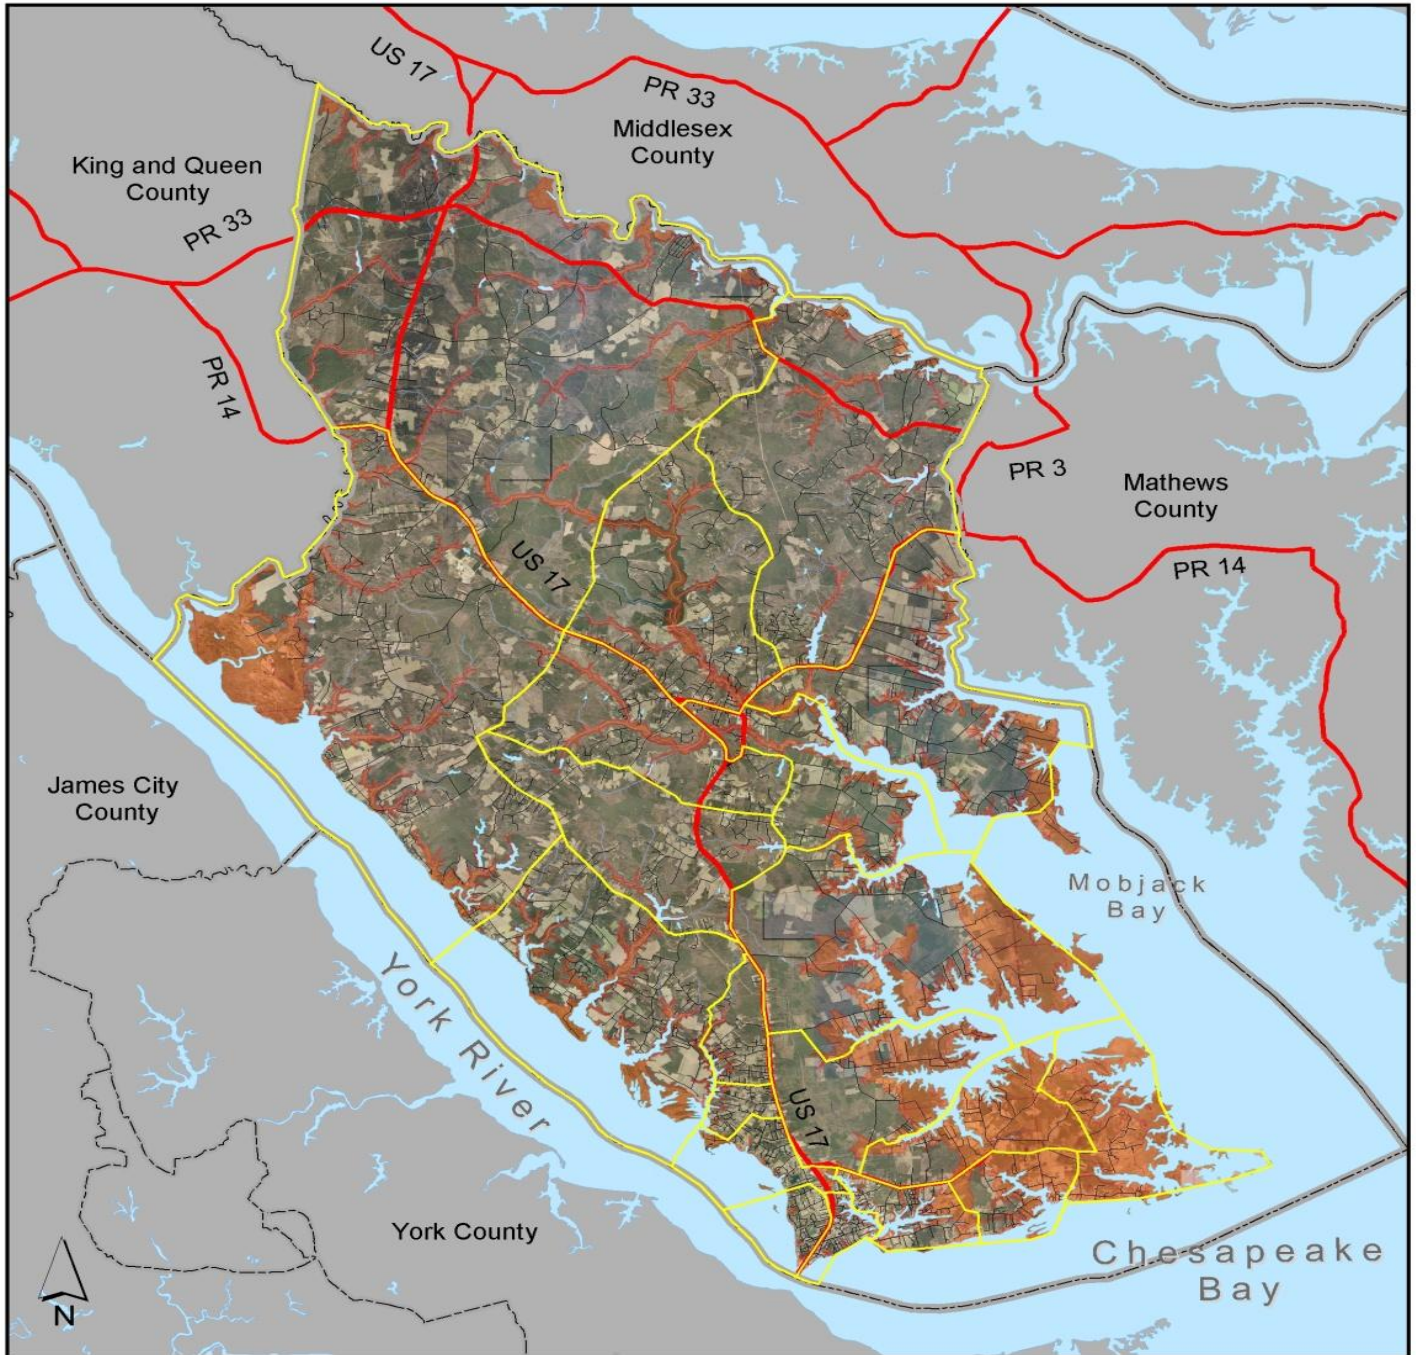 US 17
PR 33
Middlesex
County
King and Queen
County
PR 33
PR 14
PR 3
Mathews
County
US 17
PR 14
James City
County
Mobjack
Bay
York River
US 17
York County
Chesapeake
Bay
N